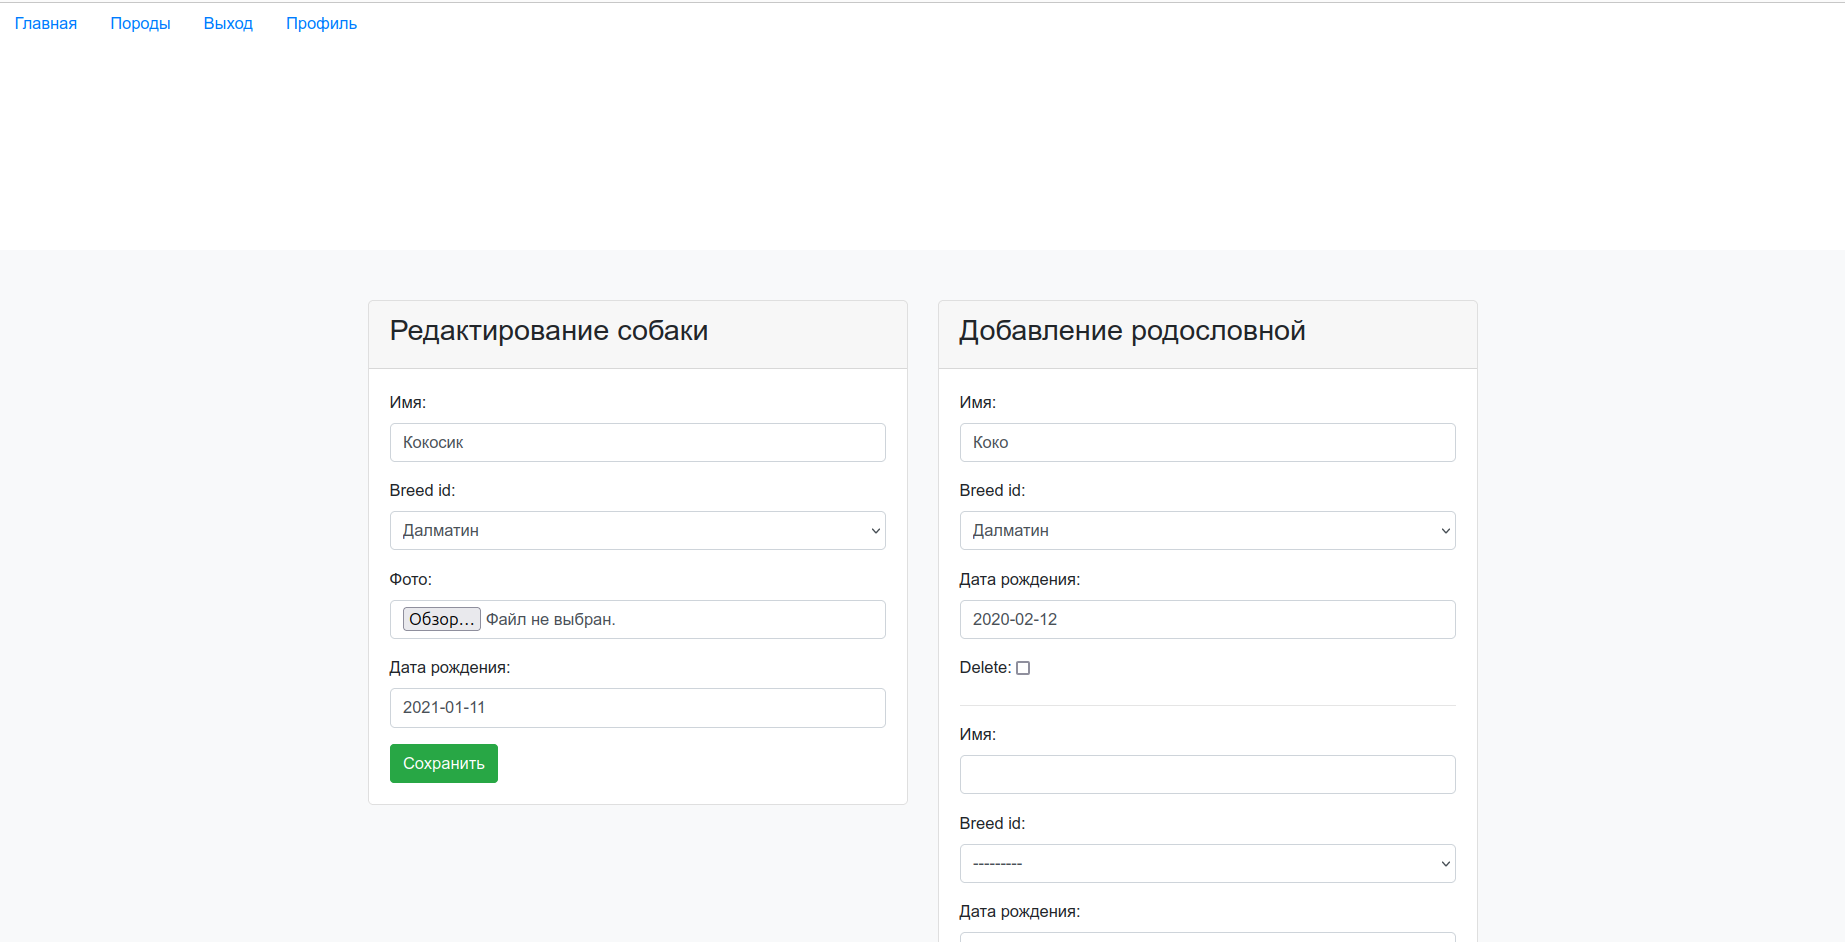 Главная Породы Выход Профиль
Редактирование собаки
Имя:
Кокосик
Breed id:
Далматин
Фото:
Обзор... Файл не выбран.
Дата рождения:
2021-01-11
Сохранить
Добавление родословной
Имя:
Коко
Breed id:
Далматин
Дата рождения:
2020-02-12
Delete:
Имя:
Breed id:
---------
Дата рождения: